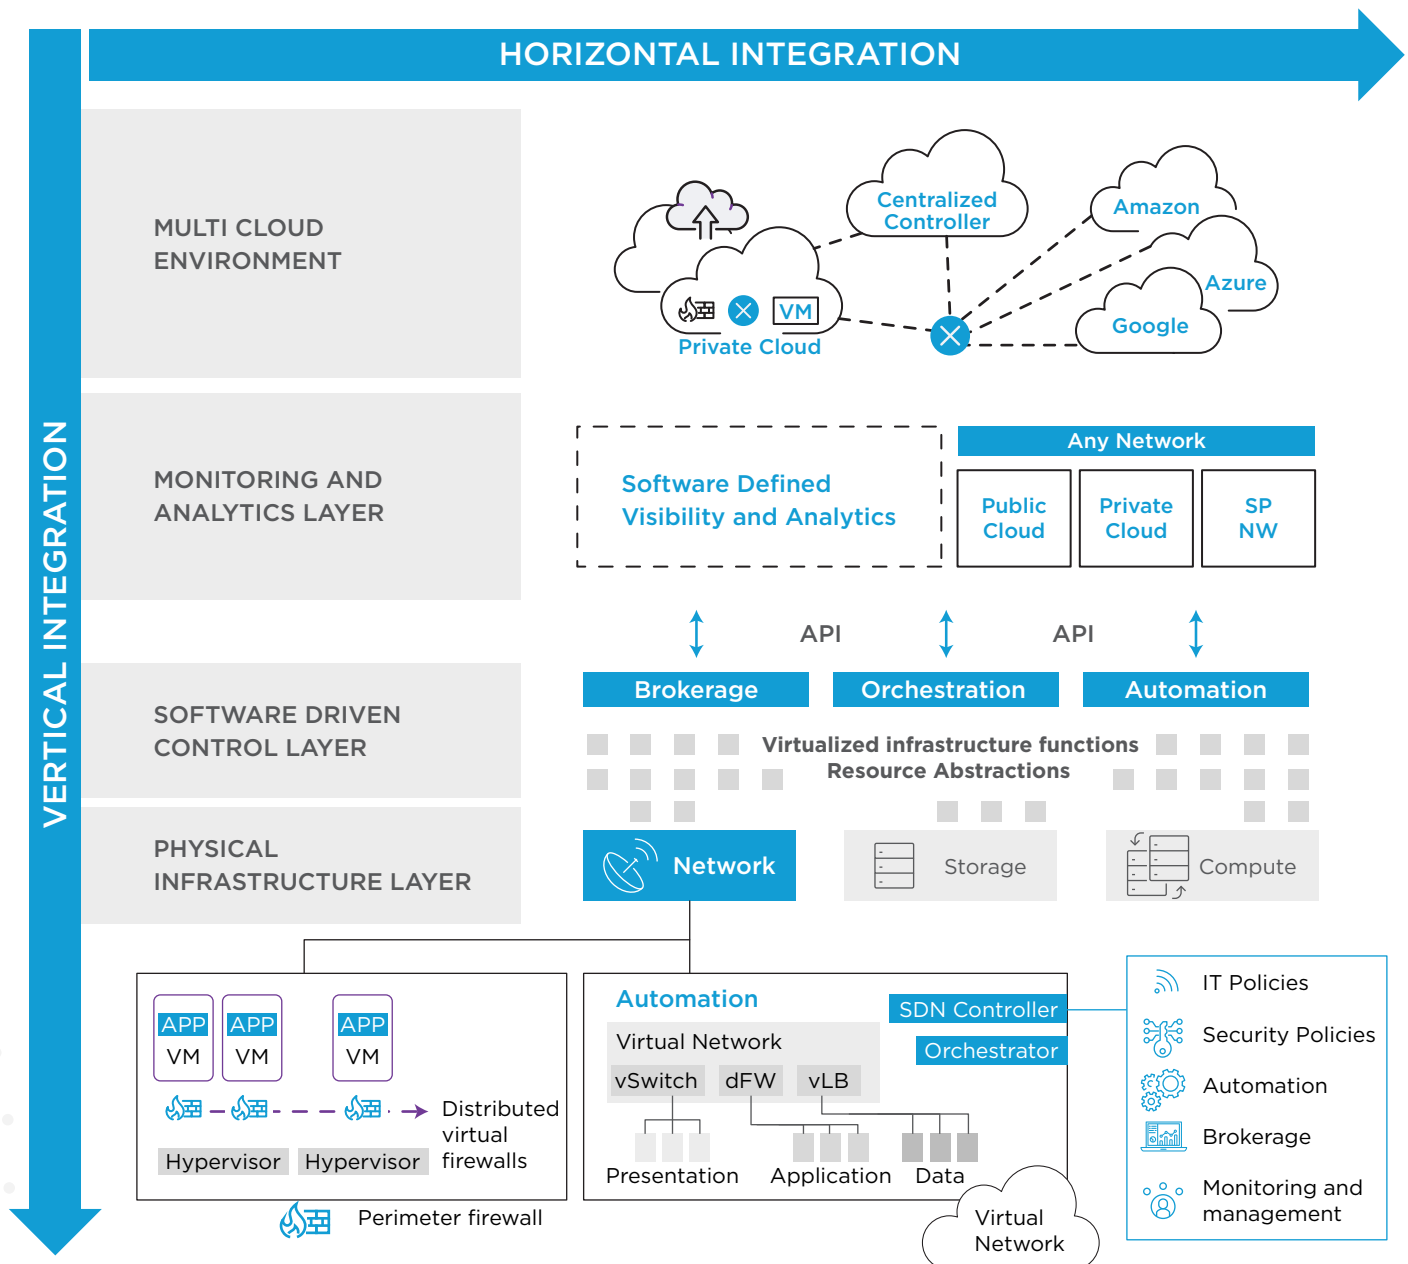 HORIZONTAL INTEGRATION
VERTICAL INTEGRATION
MULTI CLOUD
ENVIRONMENT
Centralized
Controller
Amazon
Azure
Google
VM
Private Cloud
MONITORING AND
ANALYTICS LAYER
Software Defined
Visibility and Analytics
Any Network
Public
Cloud
Private
Cloud
SP
NW
API
API
SOFTWARE DRIVEN
CONTROL LAYER
Brokerage
Orchestration
Automation
Virtualized infrastructure functions
Resource Abstractions
PHYSICAL
INFRASTRUCTURE LAYER
Network
Storage
Compute
APP
VM
APP
VM
APP
VM
Distributed
virtual
firewalls
Hypervisor
Hypervisor
Perimeter firewall
Automation
SDN Controller
Orchestrator
Virtual Network
vSwitch
dFW
vLB
Presentation
Application
Data
Virtual
Network
IT Policies
Security Policies
Automation
Brokerage
Monitoring and
management